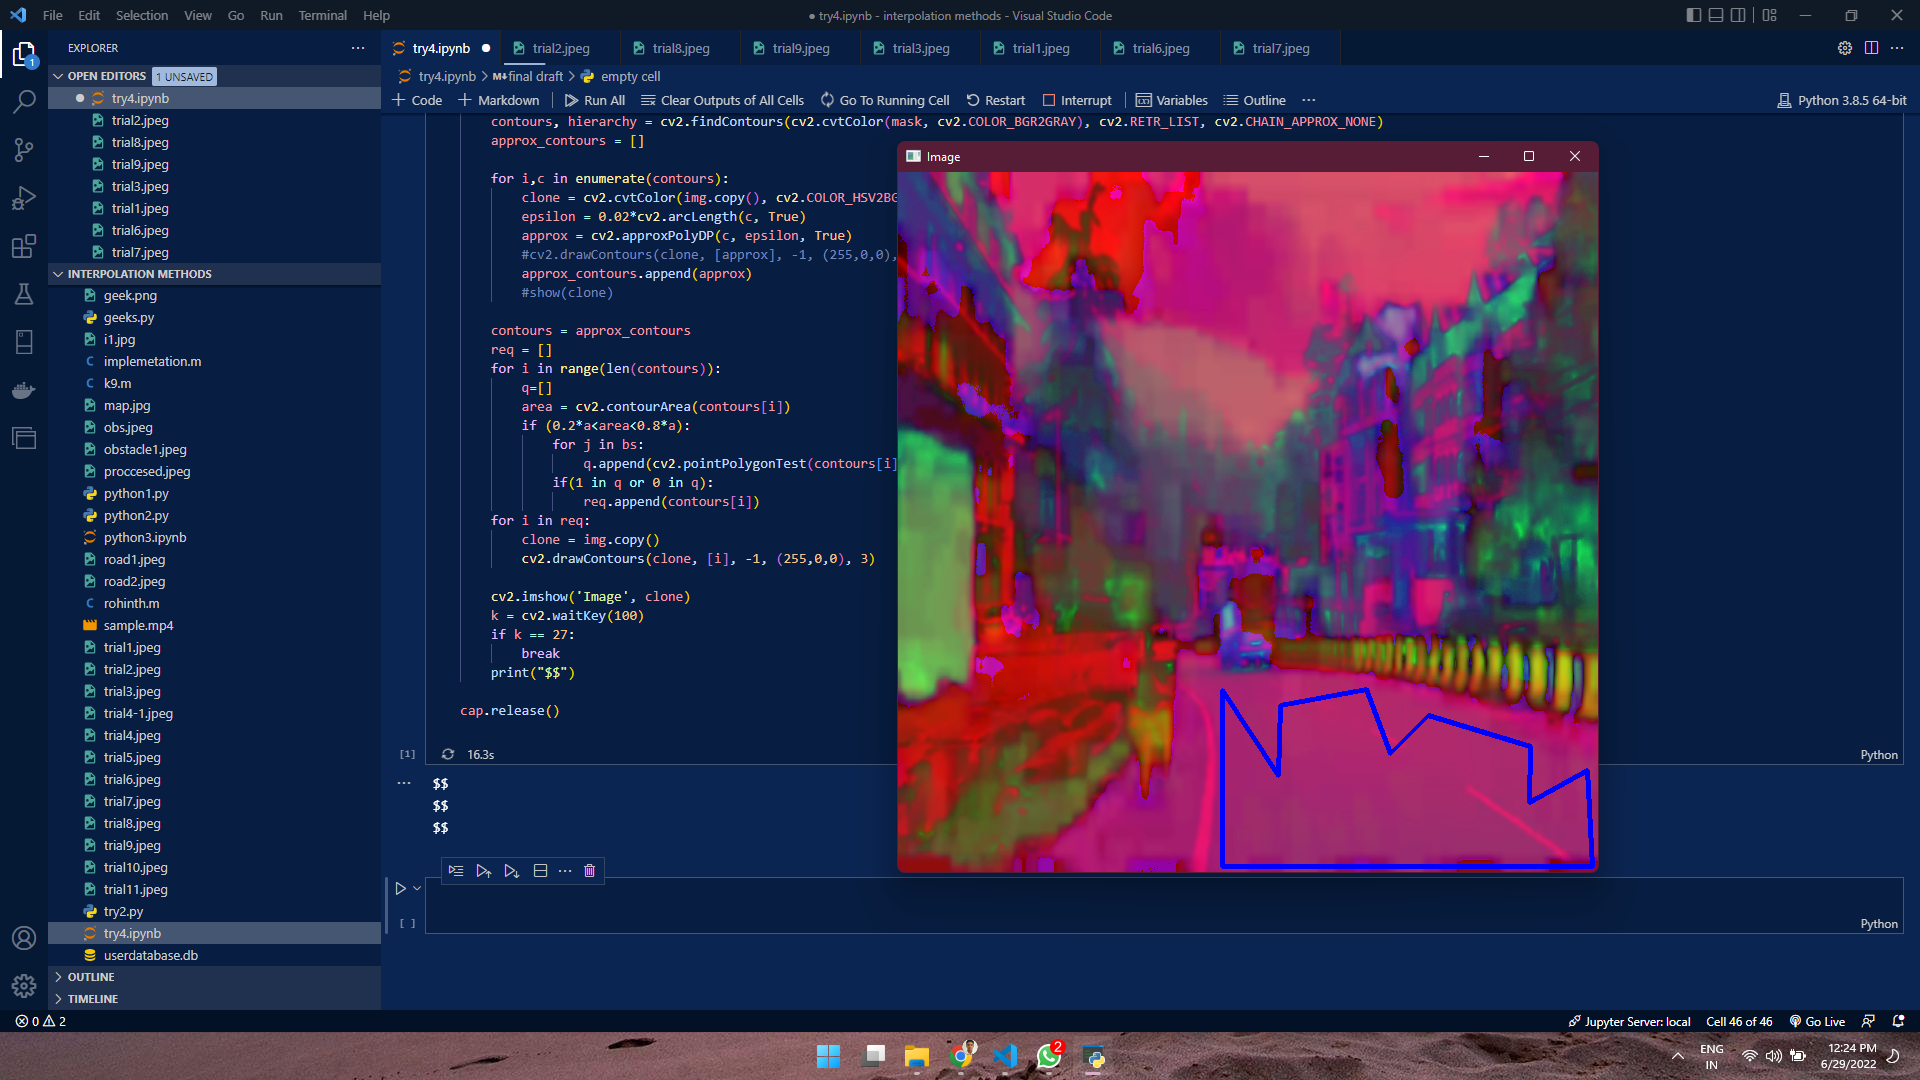 File Edit Selection View Go Run Terminal Help
● try4.ipynb - interpolation methods - Visual Studio Code
EXPLORER
OPEN EDITORS 1 UNSAVED
try4.ipynb
trial2.jpeg
trial8.jpeg
trial9.jpeg
trial3.jpeg
trial1.jpeg
trial6.jpeg
trial7.jpeg
INTERPOLATION METHODS
geek.png
geeks.py
i1.jpg
implemetation.m
k9.m
map.jpg
obs.jpeg
obstacle1.jpeg
proccesed.jpeg
python1.py
python2.py
python3.ipynb
road1.jpeg
road2.jpeg
rohinth.m
sample.mp4
trial1.jpeg
trial2.jpeg
trial3.jpeg
trial4-1.jpeg
trial4.jpeg
trial5.jpeg
trial6.jpeg
trial7.jpeg
trial8.jpeg
trial9.jpeg
trial10.jpeg
trial11.jpeg
try2.py
try4.ipynb
userdatabase.db
OUTLINE
TIMELINE
try4.ipynb trial2.jpeg trial8.jpeg trial9.jpeg trial3.jpeg trial1.jpeg trial6.jpeg trial7.jpeg
try4.ipynb > M↓final draft > empty cell
+ Code + Markdown Run All Clear Outputs of All Cells Go To Running Cell Restart Interrupt Variables Outline ··· Python 3.8.5 64-bit
contours, hierarchy = cv2.findContours(cv2.cvtColor(mask, cv2.COLOR_BGR2GRAY), cv2.RETR_LIST, cv2.CHAIN_APPROX_NONE)
approx_contours = []
for i,c in enumerate(contours):
clone = cv2.cvtColor(img.copy(), cv2.COLOR_HSV2BG
epsilon = 0.02*cv2.arcLength(c, True)
approx = cv2.approxPolyDP(c, epsilon, True)
#cv2.drawContours(clone, [approx], -1, (255,0,0),
approx_contours.append(approx)
#show(clone)
contours = approx_contours
req = []
for i in range(len(contours)):
q=[]
area = cv2.contourArea(contours[i])
if (0.2*a<area<0.8*a):
for j in bs:
q.append(cv2.pointPolygonTest(contours[i]
if(1 in q or 0 in q):
req.append(contours[i])
for i in req:
clone = img.copy()
cv2.drawContours(clone, [i], -1, (255,0,0), 3)
cv2.imshow('Image', clone)
k = cv2.waitKey(100)
if k == 27:
break
print("$$")
cap.release()
[1] 16.3s Python
$$
$$
$$
[ ] Python
Image
1
0 2
Jupyter Server: local Cell 46 of 46 Go Live
2
ENG
IN
12:24 PM
6/29/2022